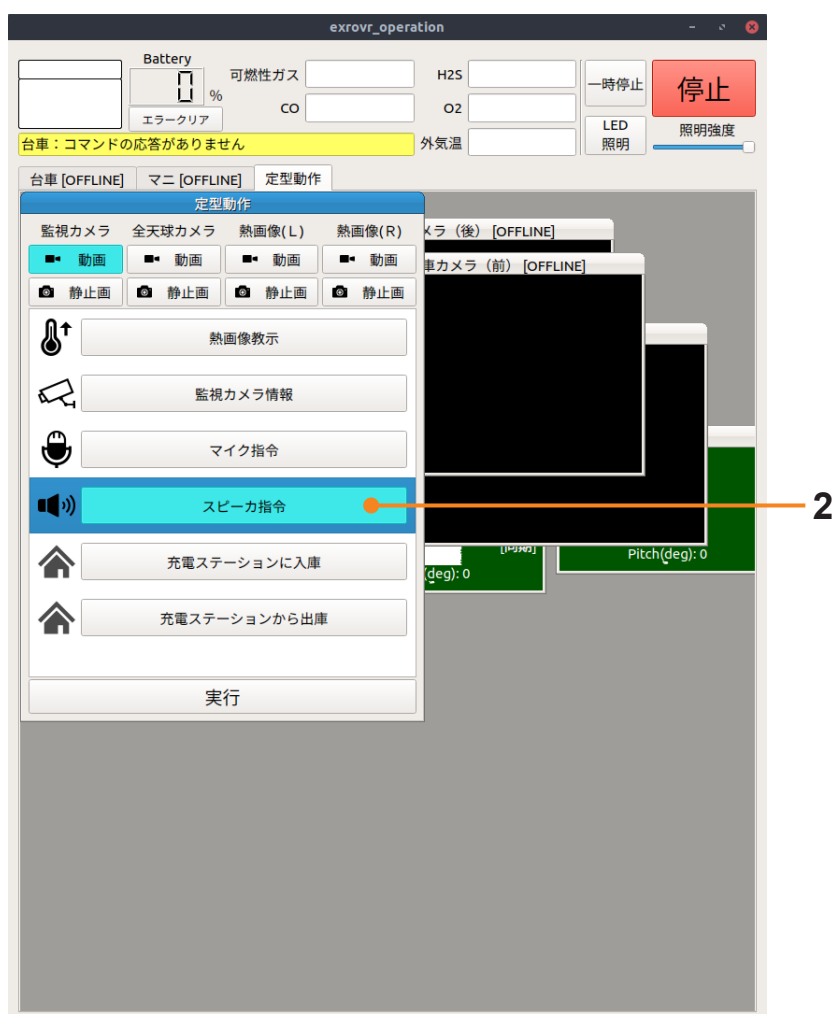 exrovr_operation
Battery
0 %
エラークリア
可燃性ガス
CO
H2S
O2
外気温
一時停止
停止
LED
照明
照明強度
台車：コマンドの応答がありません
台車 [OFFLINE]
マニ [OFFLINE]
定型動作
定型動作
監視カメラ 全天球カメラ 熱画像(L) 熱画像(R)
動画 動画 動画 動画
静止画 静止画 静止画 静止画
熱画像教示
監視カメラ情報
マイク指令
スピーカ指令
2
充電ステーションに入庫
充電ステーションから出庫
実行
メラ（後） [OFFLINE]
車カメラ（前） [OFFLINE]
(deg): 0
Pitch(deg): 0